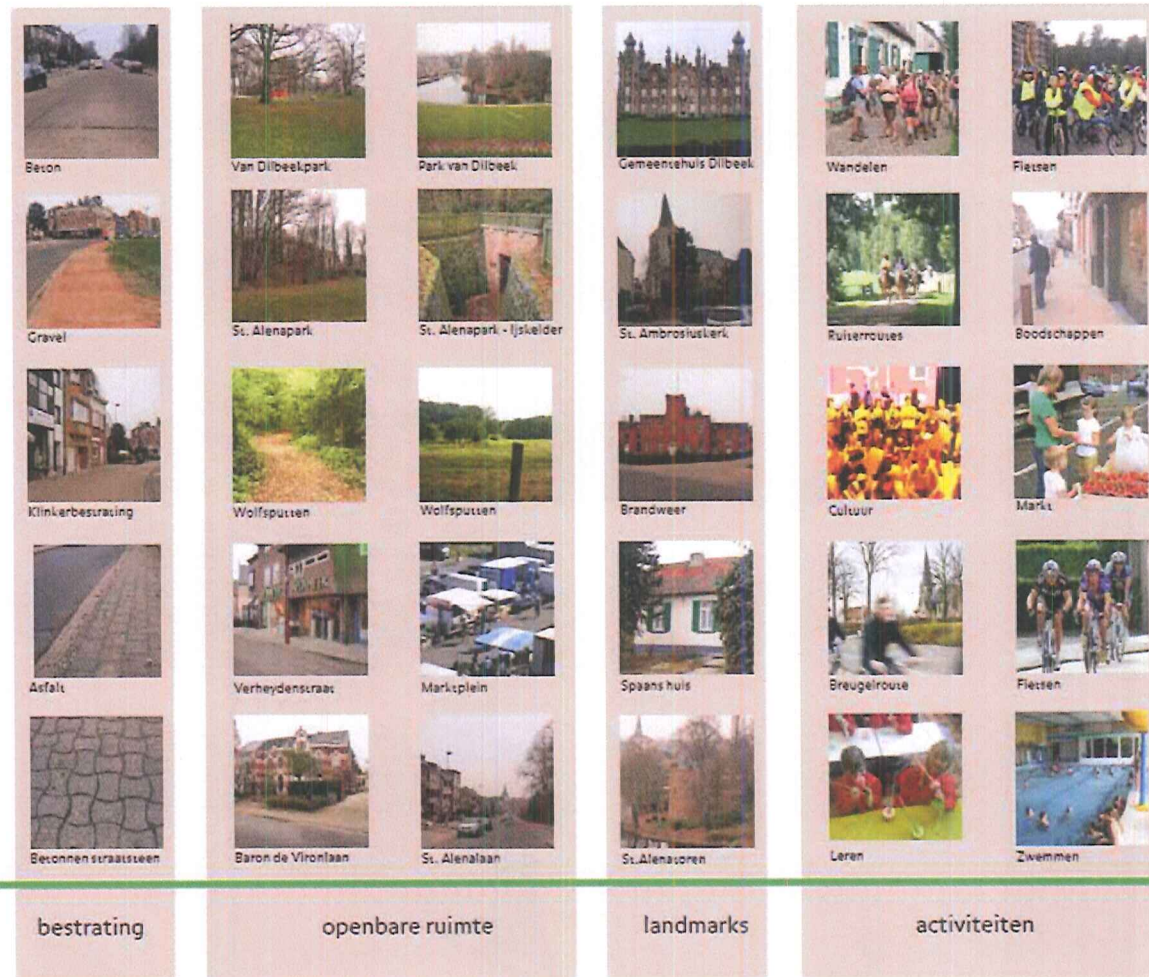 Beton
Van Dilbeekpark
Park van Dilbeek
Gemeentehuis Dilbeek
Wandelen
Fietsen
Gravel
St. Alenapark
St. Alenapark - Ijskelder
St. Ambrosiuskerk
Ruiterroutes
Boodschappen
Klinkerbestrating
Wolfsputten
Wolfsputten
Brandweer
Cultuur
Markt
Asfalt
Verheydenstraat
Marktplein
Spaans huis
Breugelroute
Fietsen
Betonnen straatsteen
Baron de Vironlaan
St. Alenalaan
St.Alenatoren
Leren
Zwemmen
bestrating
openbare ruimte
landmarks
activiteiten